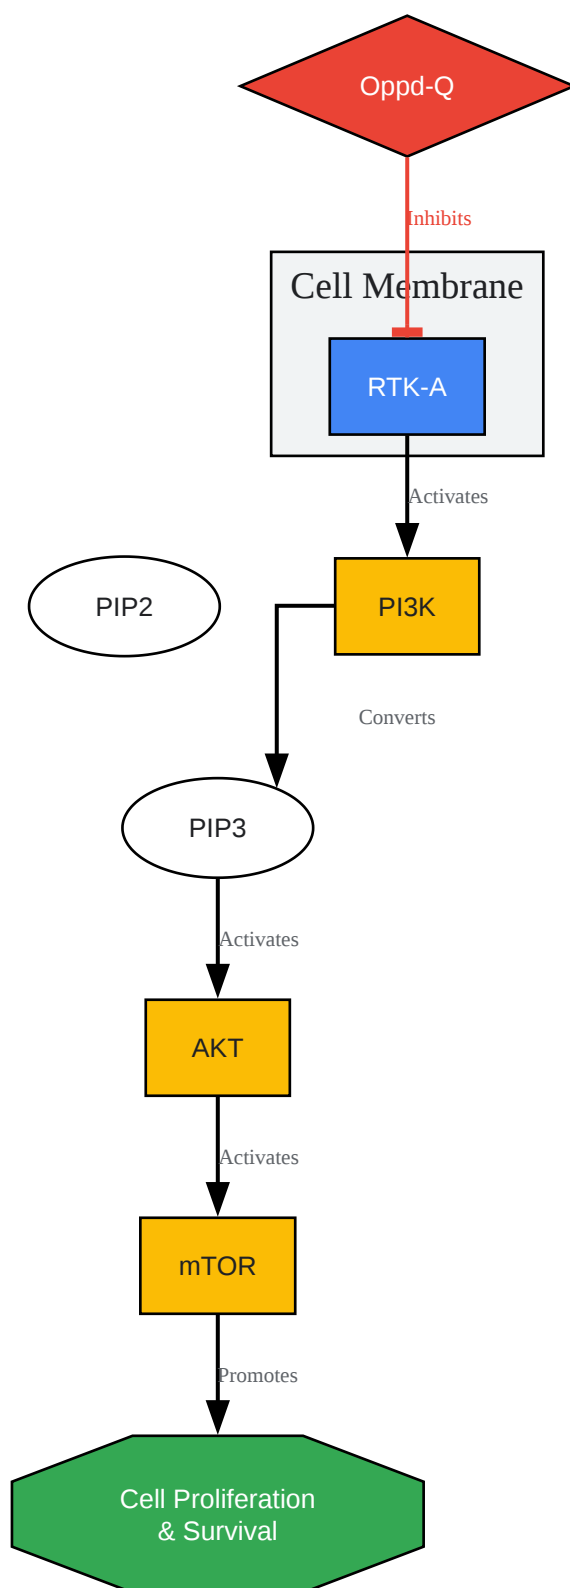 Oppd-Q
Inhibits
Cell Membrane
RTK-A
Activates
PIP2
PI3K
Converts
PIP3
Activates
AKT
Activates
mTOR
Promotes
Cell Proliferation
& Survival